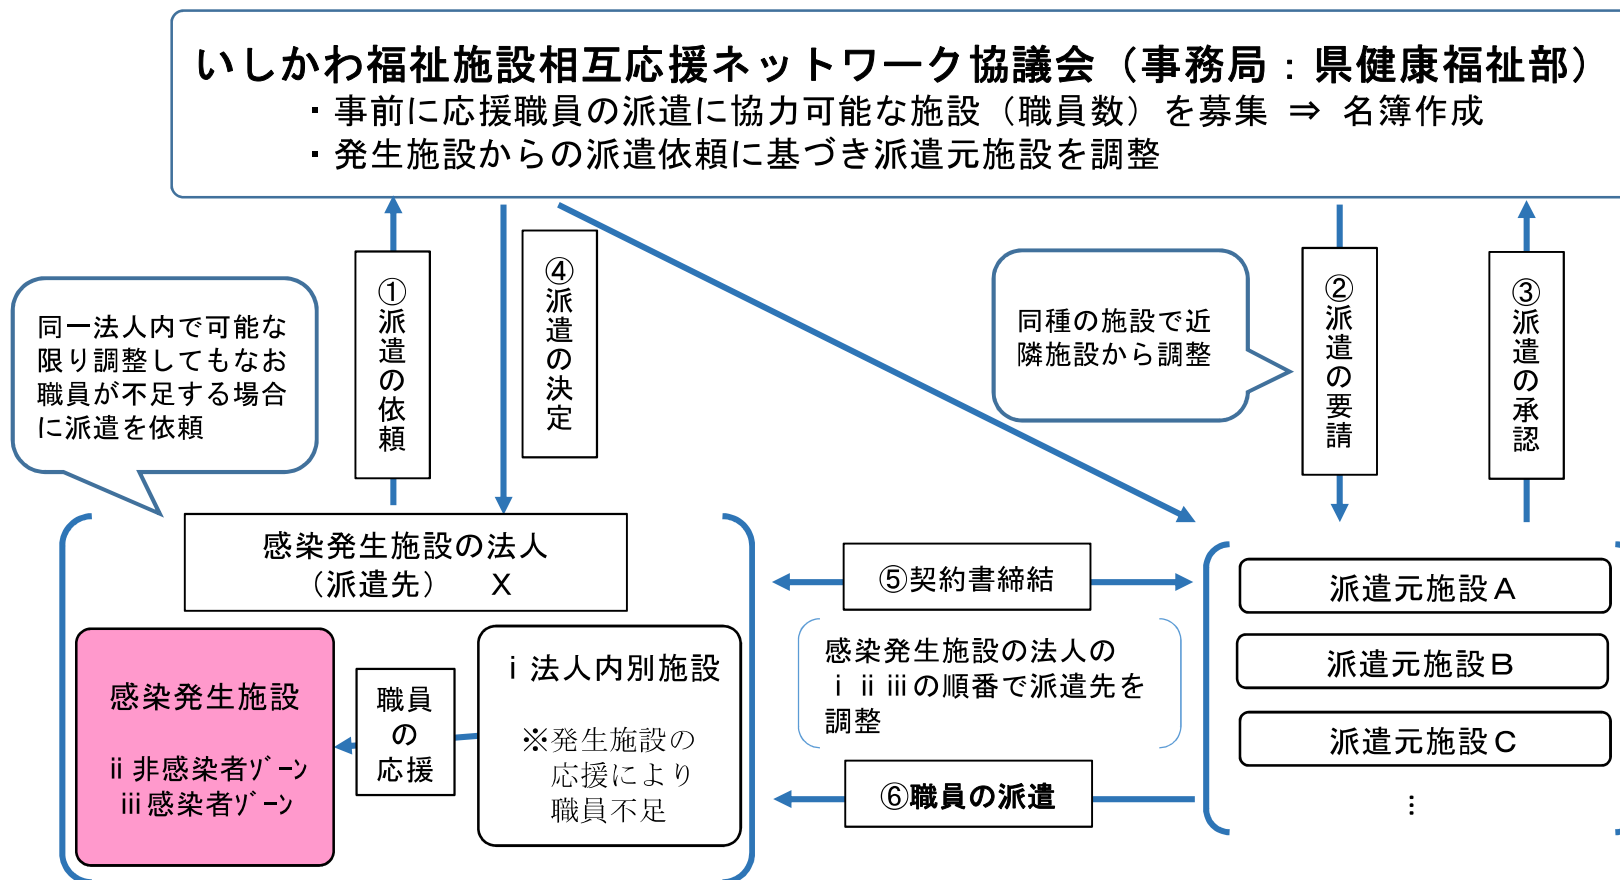 いしかわ福祉施設相互応援ネットワーク協議会（事務局：県健康福祉部）
・事前に応援職員の派遣に協力可能な施設（職員数）を募集 ⇒ 名簿作成
・発生施設からの派遣依頼に基づき派遣元施設を調整
①派遣の依頼
④派遣の決定
②派遣の要請
③派遣の承認
同一法人内で可能な
限り調整してもなお
職員が不足する場合
に派遣を依頼
同種の施設で近
隣施設から調整
感染発生施設の法人
（派遣先） X
感染発生施設
ⅱ非感染者ｿﾞｰﾝ
ⅲ感染者ｿﾞｰﾝ
職員
の
応援
ⅰ法人内別施設
※発生施設の
応援により
職員不足
⑤契約書締結
感染発生施設の法人の
ⅰ ⅱ ⅲの順番で派遣先を
調整
⑥職員の派遣
派遣元施設A
派遣元施設B
派遣元施設C
⋮